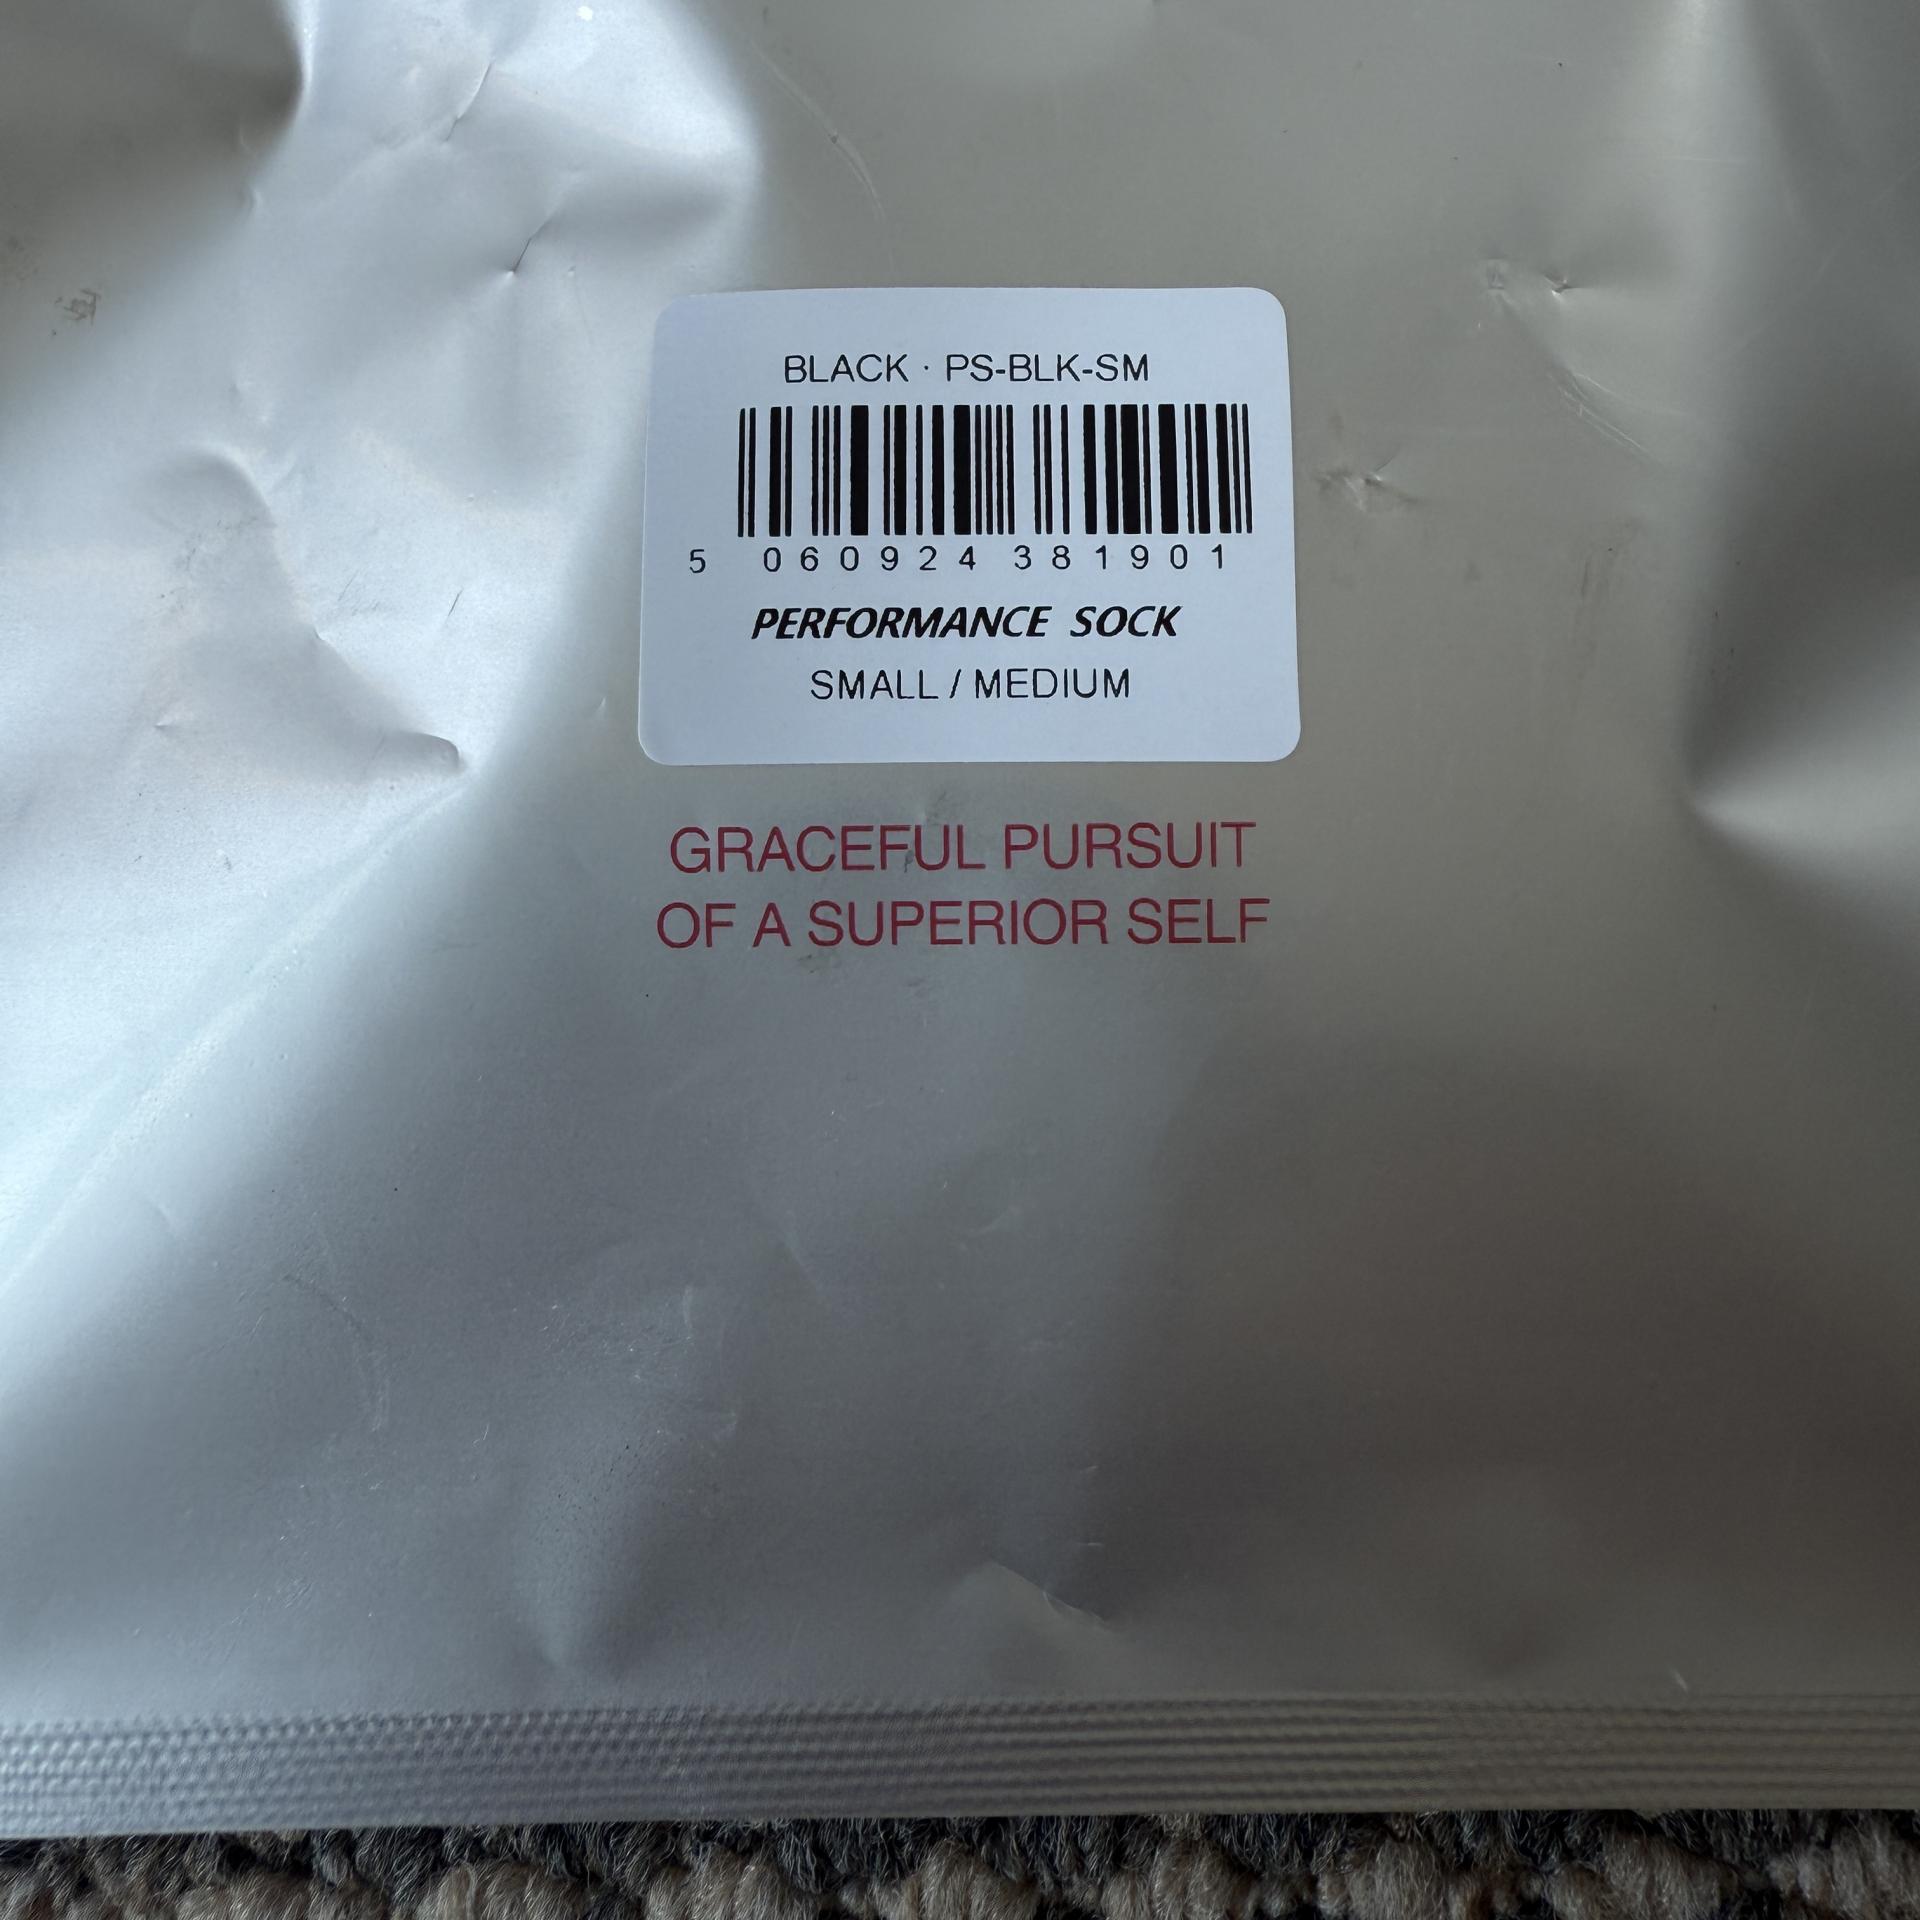 BLACK · PS-BLK-SM
5 060924 381901
PERFORMANCE SOCK
SMALL / MEDIUM
GRACEFUL PURSUIT
OF A SUPERIOR SELF